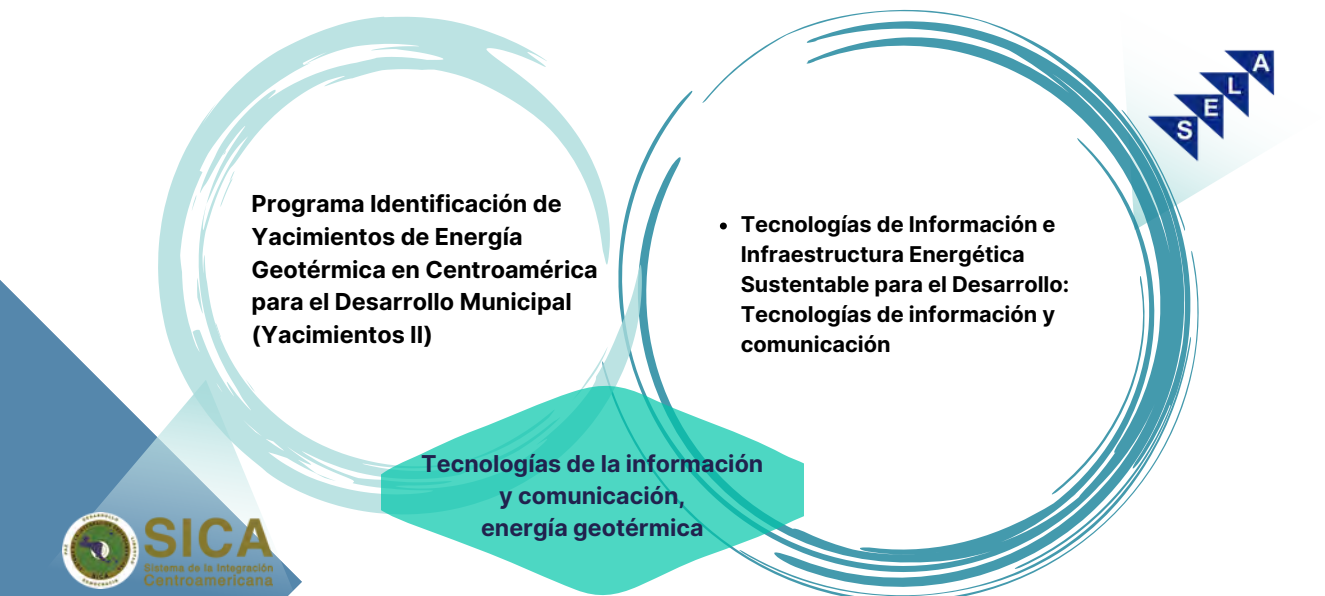 Programa Identificación de
Yacimientos de Energía
Geotérmica en Centroamérica
para el Desarrollo Municipal
(Yacimientos II)
• Tecnologías de Información e
Infraestructura Energética
Sustentable para el Desarrollo:
Tecnologías de información y
comunicación
Tecnologías de la información
y comunicación,
energía geotérmica
SELA
SICA
Sistema de la Integración
Centroamericana